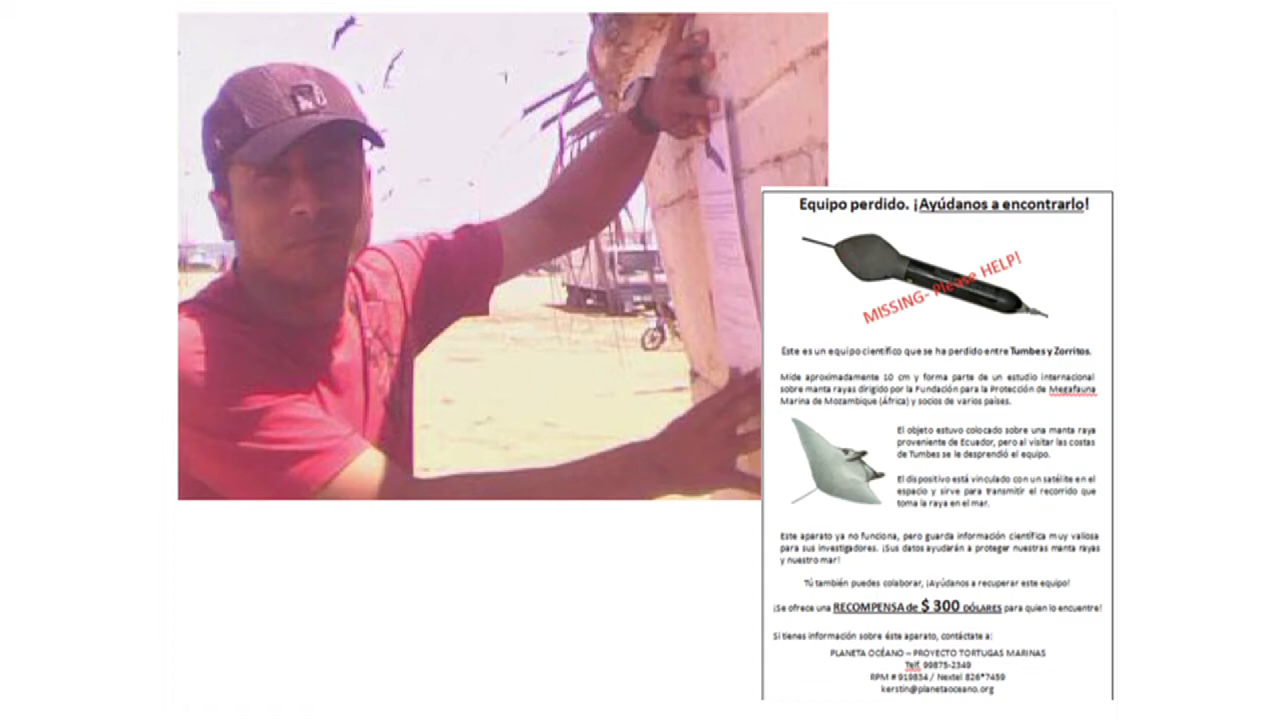 Equipo perdido. ¡Ayúdanos a encontrarlo!
MISSING- Please HELP!
Este es un equipo científico que se ha perdido entre Tumbes y Zorritos.
Mide aproximadamente 10 cm y forma parte de un estudio internacional
sobre manta rayas dirigido por la Fundación para la Protección de Megafauna
Marina de Mozambique (África) y socios de varios países.
El objeto estuvo colocado sobre una manta raya
proveniente de Ecuador, pero al visitar las costas
de Tumbes se le desprendió el equipo.
El dispositivo está vinculado con un satélite en el
espacio y sirve para transmitir el recorrido que
toma la raya en el mar.
Este aparato ya no funciona, pero guarda información científica muy valiosa
para sus investigadores. ¡Sus datos ayudarán a proteger nuestras manta rayas
y nuestro mar!
Tú también puedes colaborar, ¡Ayúdanos a recuperar este equipo!
¡Se ofrece una RECOMPENSA de $ 300 DÓLARES para quien lo encuentre!
Si tienes información sobre éste aparato, contáctate a:
PLANETA OCÉANO – PROYECTO TORTUGAS MARINAS
Telf. 99875-2349
RPM # 919834 / Nextel 826*7459
kerstin@planetaoceano.org